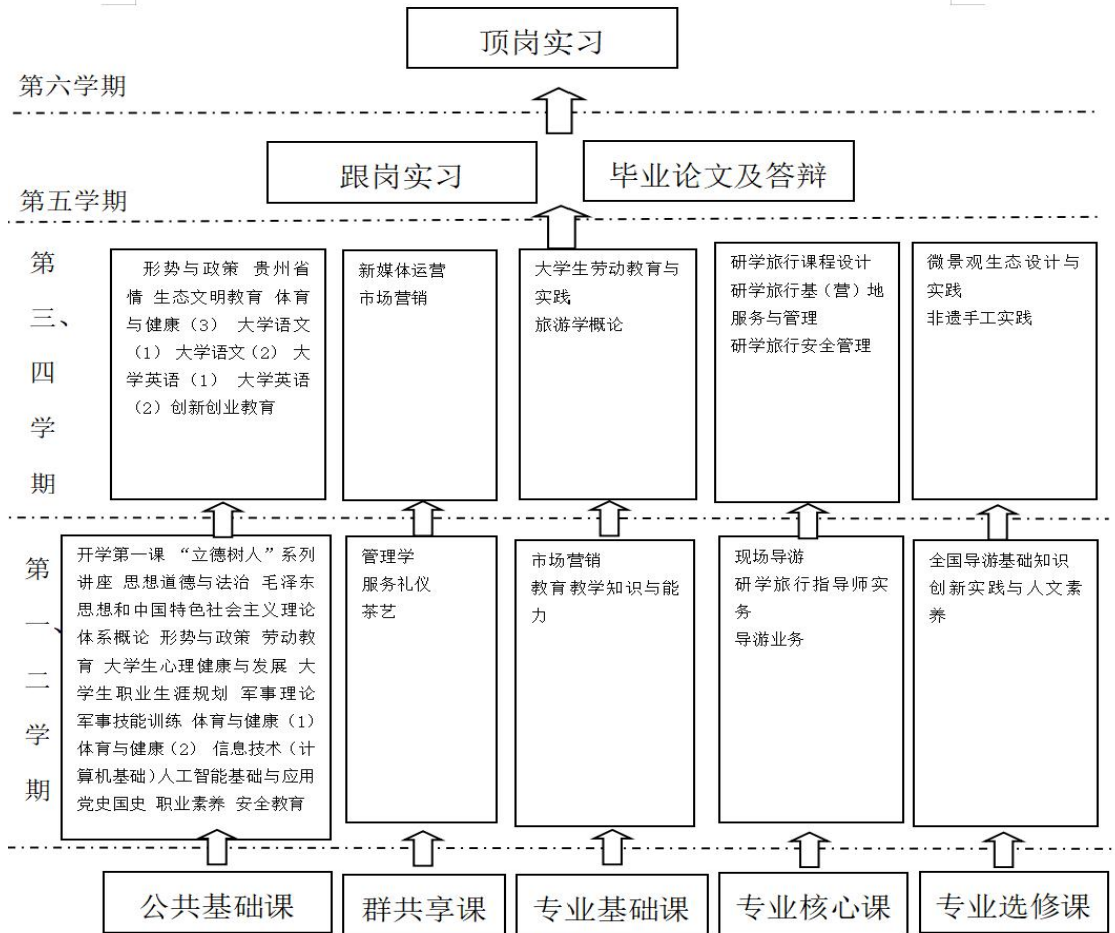 顶岗实习
第六学期
跟岗实习
毕业论文及答辩
第五学期
第三、四学期
形势与政策 贵州省
情 生态文明教育 体育
与健康（3） 大学语文
（1） 大学语文（2） 大
学英语（1） 大学英语
（2）创新创业教育
新媒体运营
市场营销
大学生劳动教育与
实践
旅游学概论
研学旅行课程设计
研学旅行基（营）地
服务与管理
研学旅行安全管理
微景观生态设计与
实践
非遗手工实践
第一、二学期
开学第一课 “立德树人”系列
讲座 思想道德与法治 毛泽东
思想和中国特色社会主义理论
体系概论 形势与政策 劳动教
育 大学生心理健康与发展 大
学生职业生涯规划 军事理论
军事技能训练 体育与健康（1）
体育与健康（2） 信息技术（计
算机基础）人工智能基础与应用
党史国史 职业素养 安全教育
管理学
服务礼仪
茶艺
市场营销
教育教学知识与能
力
现场导游
研学旅行指导师实
务
导游业务
全国导游基础知识
创新实践与人文素
养
公共基础课
群共享课
专业基础课
专业核心课
专业选修课